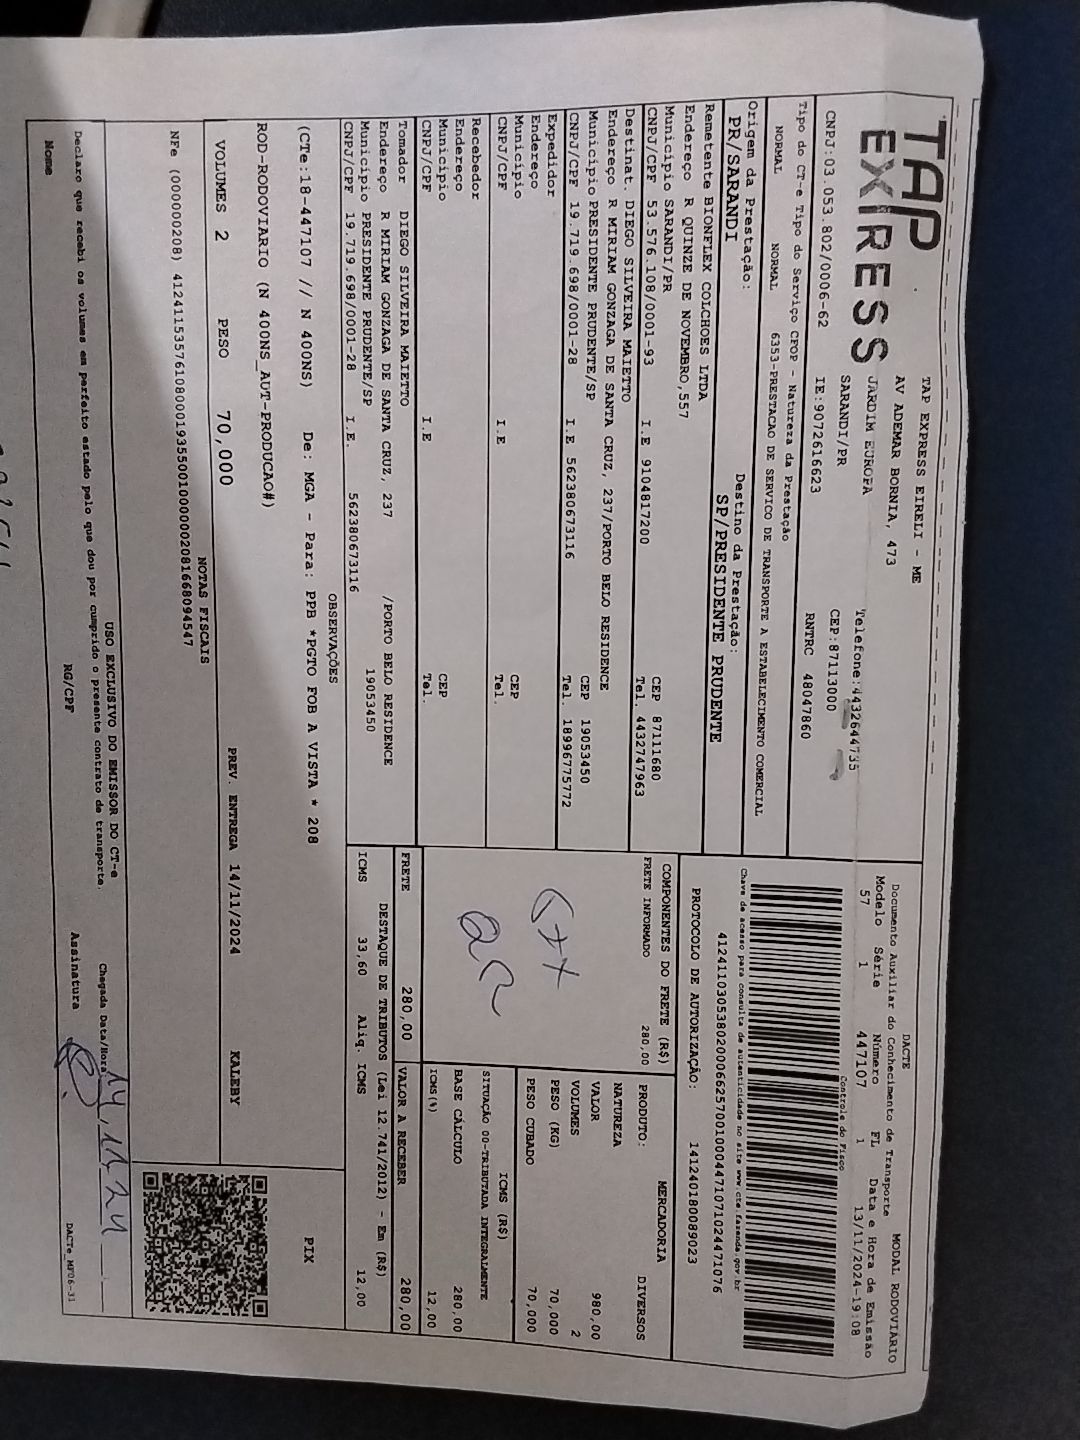 TAP EXPRESS
TAP EXPRESS EIRELI - ME
AV ADEMAR BORNIA, 473
JARDIM EUROPA
Telefone:4432644735
SARANDI/PR
CEP:87113000
CNPJ:03.053.802/0006-62
IE:9072616623
RNTRC 48047860
Tipo do CT-e Tipo do Serviço CFOP - Natureza da Prestação
NORMAL NORMAL 6353-PRESTACAO DE SERVICO DE TRANSPORTE A ESTABELECIMENTO COMERCIAL
Origem da Prestação:
PR/SARANDI
Destino da Prestação:
SP/PRESIDENTE PRUDENTE
DACTE MODAL RODOVIÁRIO
Documento Auxiliar do Conhecimento de Transporte
Modelo Série Número FL Data e Hora de Emissão
57 1 447107 1 13/11/2024-19:08
Controle do Fisco
Chave de acesso para consulta de autenticidade no site www.cte.fazenda.gov.br
41241103053802000662570010004471071024471076
PROTOCOLO DE AUTORIZAÇÃO: 141240180089023
Remetente BIONFLEX COLCHOES LTDA
Endereço R QUINZE DE NOVEMBRO,557
Município SARANDI/PR CEP 87111680
CNPJ/CPF 53.576.108/0001-93 I.E 9104817200 Tel. 4432747963
Destinat. DIEGO SILVEIRA MAIETTO
Endereço R MIRIAM GONZAGA DE SANTA CRUZ, 237/PORTO BELO RESIDENCE
Município PRESIDENTE PRUDENTE/SP CEP 19053450
CNPJ/CPF 19.719.698/0001-28 I.E 562380673116 Tel. 18996775772
Expedidor
Endereço
Município CEP
CNPJ/CPF I.E Tel.
Recebedor
Endereço
Município CEP
CNPJ/CPF I.E Tel.
Tomador DIEGO SILVEIRA MAIETTO
Endereço R MIRIAM GONZAGA DE SANTA CRUZ, 237 /PORTO BELO RESIDENCE
Município PRESIDENTE PRUDENTE/SP 19053450
CNPJ/CPF 19.719.698/0001-28 I.E. 562380673116
COMPONENTES DO FRETE (R$)
FRETE INFORMADO 280,00
MERCADORIA
PRODUTO: DIVERSOS
NATUREZA
VALOR 980,00
VOLUMES 2
PESO (KG) 70,000
PESO CUBADO 70,000
ICMS (R$)
SITUAÇÃO 00-TRIBUTADA INTEGRALMENTE
BASE CÁLCULO 280,00
ICMS(%) 12,00
FRETE 280,00 VALOR A RECEBER 280,00
DESTAQUE DE TRIBUTOS (Lei 12.741/2012) - Em (R$)
ICMS 33,60 Alíq. ICMS 12,00
OBSERVAÇÕES
(CTe:18-447107 // N 400NS) De: MGA - Para: PPB *PGTO FOB A VISTA * 208
ROD-RODOVIARIO (N 400NS_AUT-PRODUCAO#)
PIX
VOLUMES 2 PESO 70,000 PREV. ENTREGA 14/11/2024 KALEBY
NOTAS FISCAIS
NFe (000000208) 41241153576108000193550010000002081668094547
USO EXCLUSIVO DO EMISSOR DO CT-e
Declaro que recebi os volumes em perfeito estado pelo que dou por cumprido o presente contrato de transporte.
Chegada Data/Hora 14,11,24
Nome RG/CPF Assinatura
DACTe_MF06-31